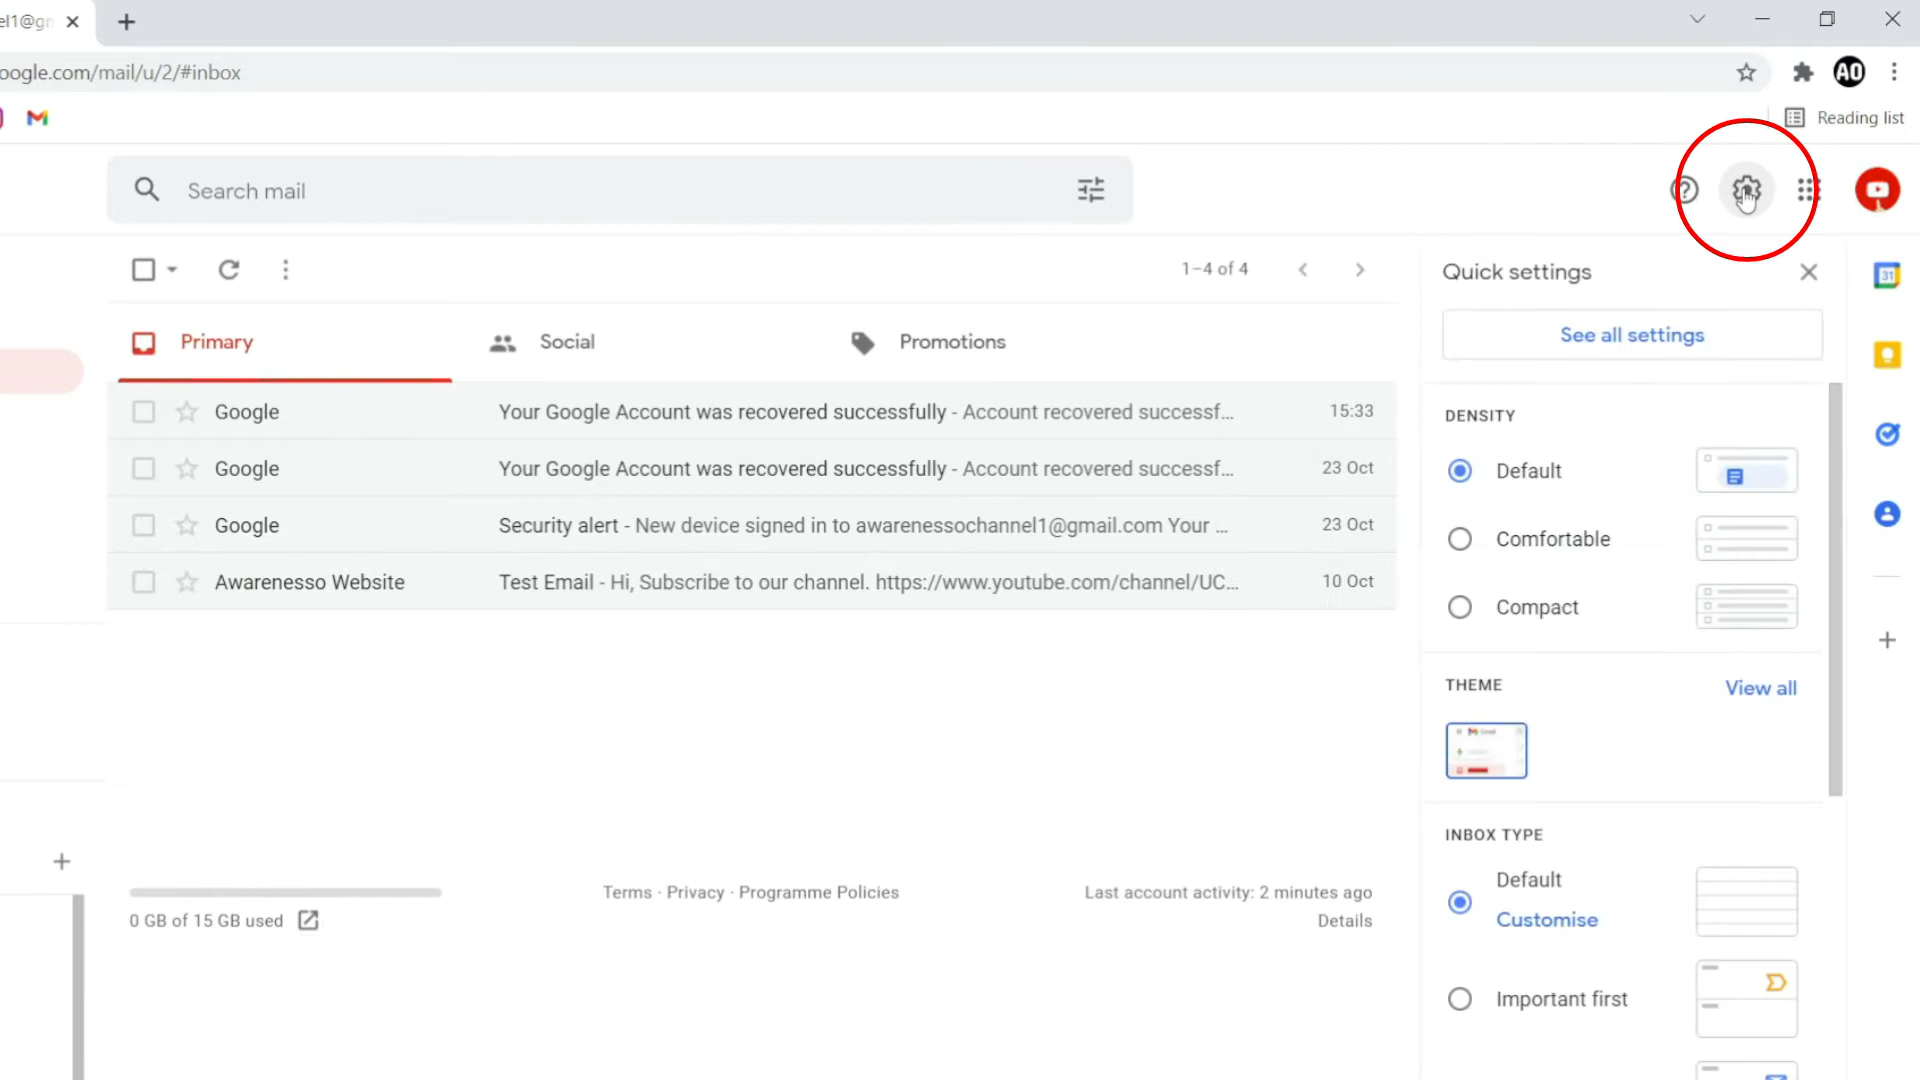 oogle.com/mail/u/2/#inbox
AO
Reading list
Search mail
1–4 of 4
Quick settings
See all settings
Primary
Social
Promotions
Google Your Google Account was recovered successfully - Account recovered successf... 15:33
Google Your Google Account was recovered successfully - Account recovered successf... 23 Oct
Google Security alert - New device signed in to awarenessochannel1@gmail.com Your ... 23 Oct
Awarenesso Website Test Email - Hi, Subscribe to our channel. https://www.youtube.com/channel/UC... 10 Oct
DENSITY
Default
Comfortable
Compact
THEME
View all
INBOX TYPE
Default
Customise
Important first
0 GB of 15 GB used
Terms · Privacy · Programme Policies
Last account activity: 2 minutes ago
Details
31